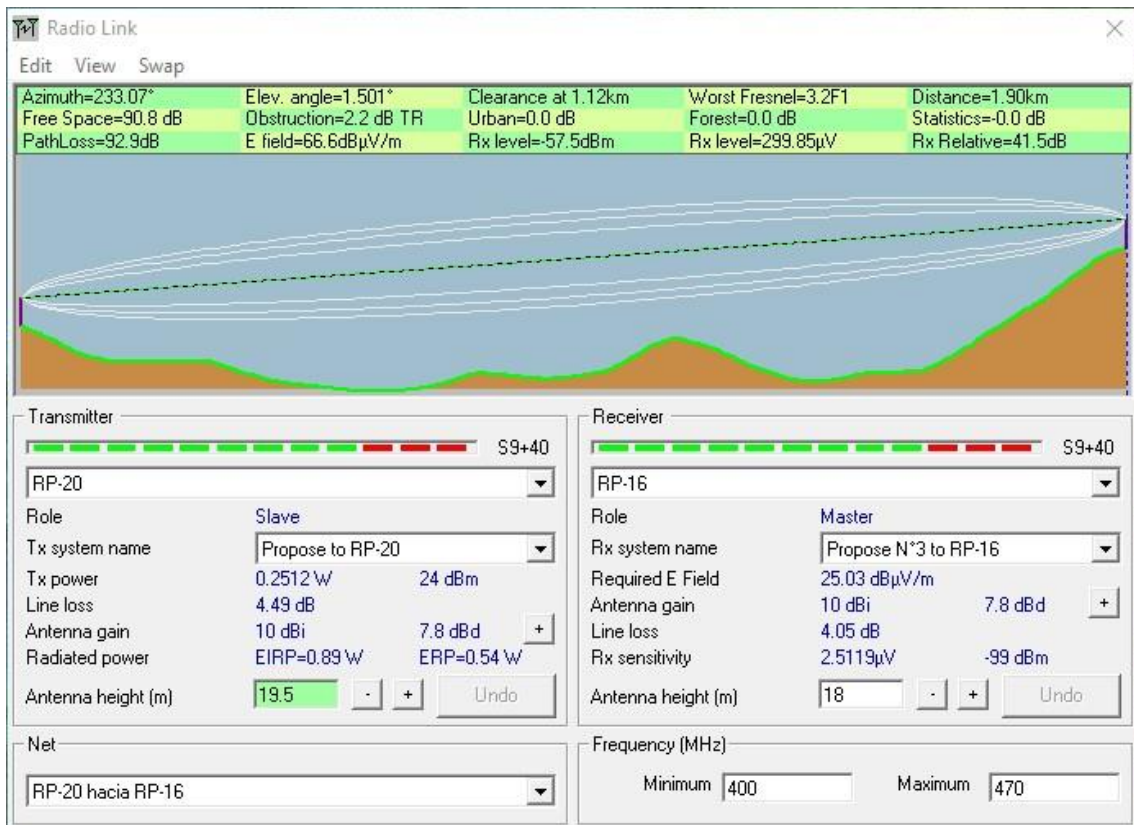 Radio Link
Edit View Swap
Azimuth=233.07° Elev. angle=1.501° Clearance at 1.12km Worst Fresnel=3.2F1 Distance=1.90km
Free Space=90.8 dB Obstruction=2.2 dB TR Urban=0.0 dB Forest=0.0 dB Statistics=-0.0 dB
PathLoss=92.9dB E field=66.6dBµV/m Rx level=-57.5dBm Rx level=299.85µV Rx Relative=41.5dB
Transmitter
S9+40
RP-20
Role Slave
Tx system name Propose to RP-20
Tx power 0.2512 W 24 dBm
Line loss 4.49 dB
Antenna gain 10 dBi 7.8 dBd +
Radiated power EIRP=0.89 W ERP=0.54 W
Antenna height (m) 19.5 - + Undo
Net
RP-20 hacia RP-16
Receiver
S9+40
RP-16
Role Master
Rx system name Propose N°3 to RP-16
Required E Field 25.03 dBµV/m
Antenna gain 10 dBi 7.8 dBd +
Line loss 4.05 dB
Rx sensitivity 2.5119µV -99 dBm
Antenna height (m) 18 - + Undo
Frequency (MHz)
Minimum 400 Maximum 470